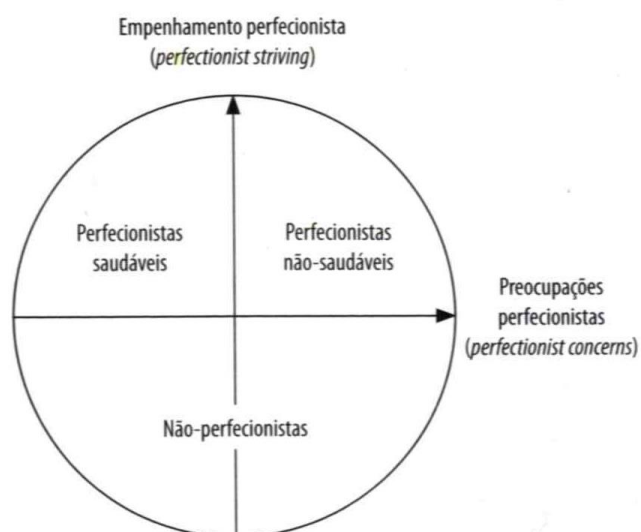 Empenhamento perfecionista
(perfectionist striving)
Perfecionistas
saudáveis
Perfecionistas
não-saudáveis
Preocupações
perfecionistas
(perfectionist concerns)
Não-perfecionistas